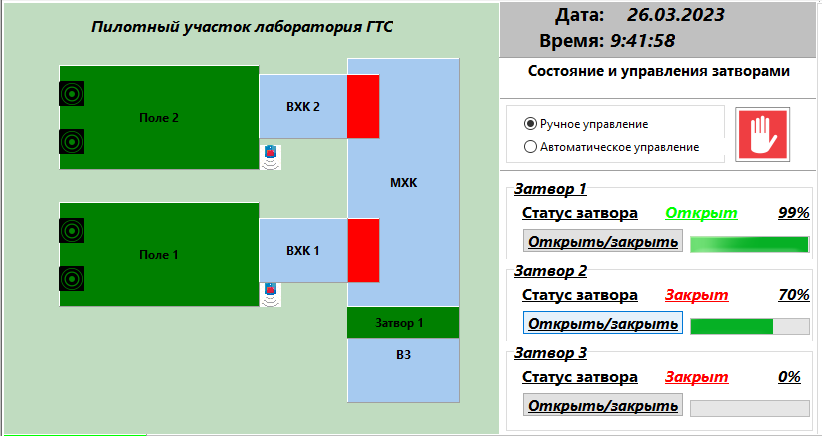 Пилотный участок лаборатория ГТС
Поле 2
ВХК 2
МХК
Поле 1
ВХК 1
Затвор 1
ВЗ
Дата: 26.03.2023
Время: 9:41:58
Состояние и управления затворами
Ручное управление
Автоматическое управление
Затвор 1
Статус затвора Открыт 99%
Открыть/закрыть
Затвор 2
Статус затвора Закрыт 70%
Открыть/закрыть
Затвор 3
Статус затвора Закрыт 0%
Открыть/закрыть